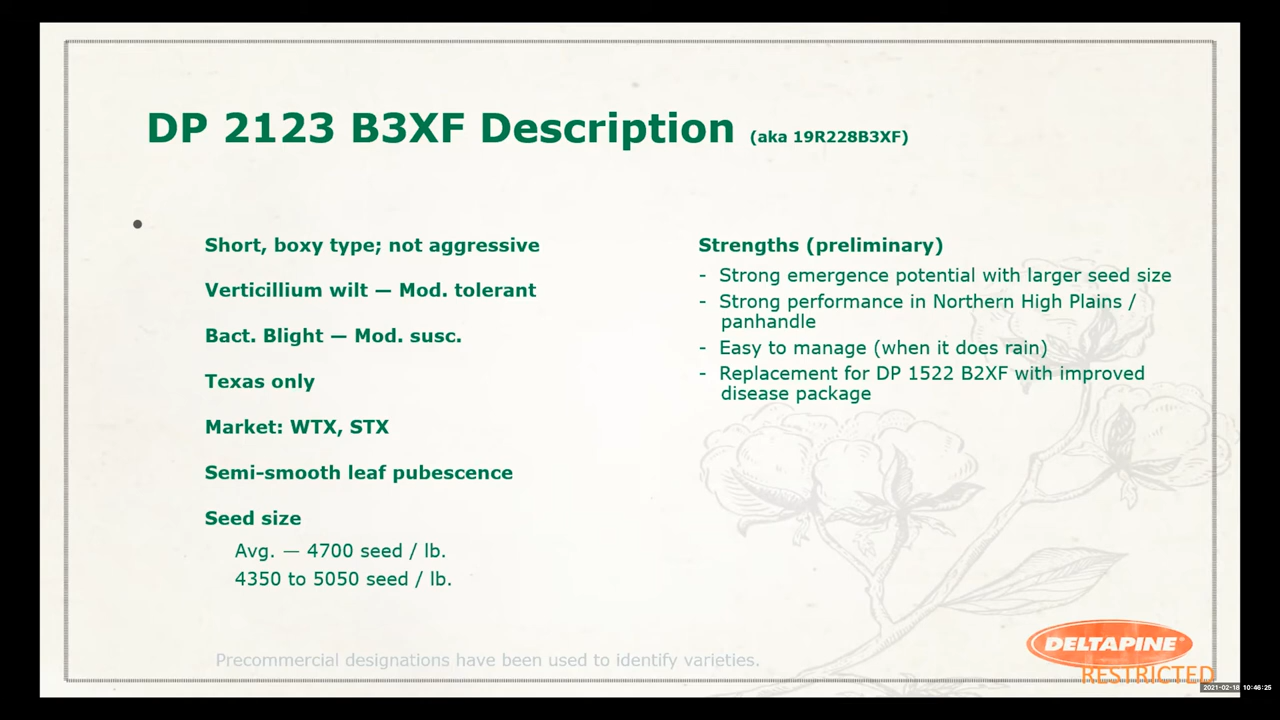 DP 2123 B3XF Description (aka 19R228B3XF)
Short, boxy type; not aggressive
Verticillium wilt — Mod. tolerant
Bact. Blight — Mod. susc.
Texas only
Market: WTX, STX
Semi-smooth leaf pubescence
Seed size
Avg. — 4700 seed / lb.
4350 to 5050 seed / lb.
Strengths (preliminary)
- Strong emergence potential with larger seed size
- Strong performance in Northern High Plains /
panhandle
- Easy to manage (when it does rain)
- Replacement for DP 1522 B2XF with improved
disease package
Precommercial designations have been used to identify varieties.
DELTAPINE®
RESTRICTED
2021-02-18 10:46:25